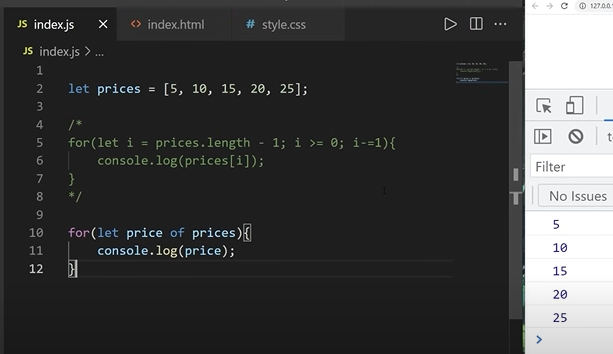 JS index.js × <> index.html # style.css ...
JS index.js > ...
1
2 let prices = [5, 10, 15, 20, 25];
3
4 /*
5 for(let i = prices.length - 1; i >= 0; i-=1){
6     console.log(prices[i]);
7 }
8 */
9
10 for(let price of prices){
11     console.log(price);
12 }
127.0.0.
Filter
No Issues
5
10
15
20
25
>